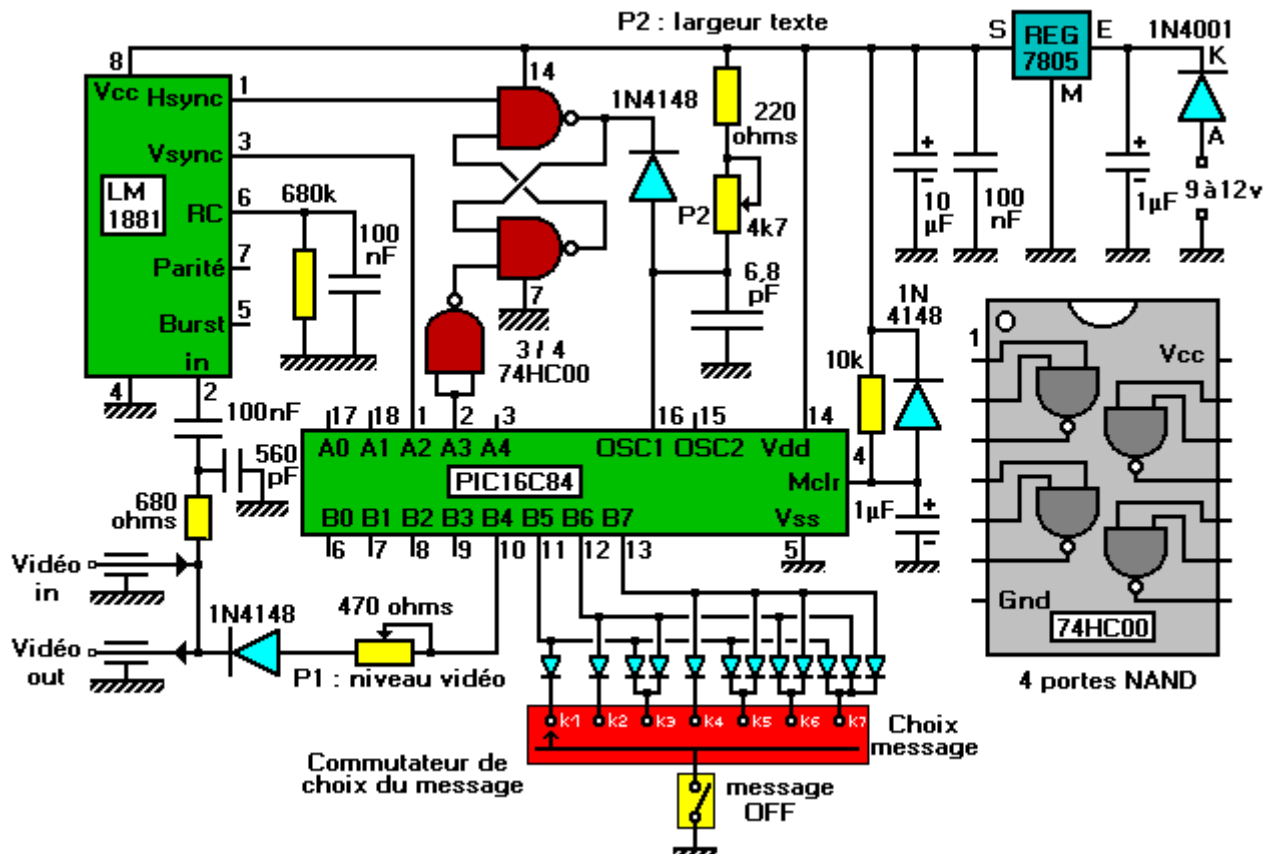 P2 : largeur texte
S
REG
7805
E
1N4001
K
A
M
8
Vcc
Hsync
1
Vsync
3
LM
1881
RC
6
Parité
7
Burst
5
in
4
2
14
1N4148
220
ohms
P2
4k7
6,8
pF
680k
100
nF
7
3 / 4
74HC00
+
-
10
µF
100
nF
+
-
1µF
9 à 12v
1N
4148
10k
100nF
560
pF
680
ohms
17
18
1
2
3
16
15
14
A0
A1
A2
A3
A4
OSC1
OSC2
Vdd
4
PIC16C84
Mclr
B0
B1
B2
B3
B4
B5
B6
B7
Vss
6
7
8
9
10
11
12
13
5
1µF
+
-
Vidéo
in
Vidéo
out
1N4148
470 ohms
P1 : niveau vidéo
k1
k2
k3
k4
k5
k6
k7
Choix
message
Commutateur de
choix du message
message
OFF
1
Vcc
Gnd
74HC00
4 portes NAND